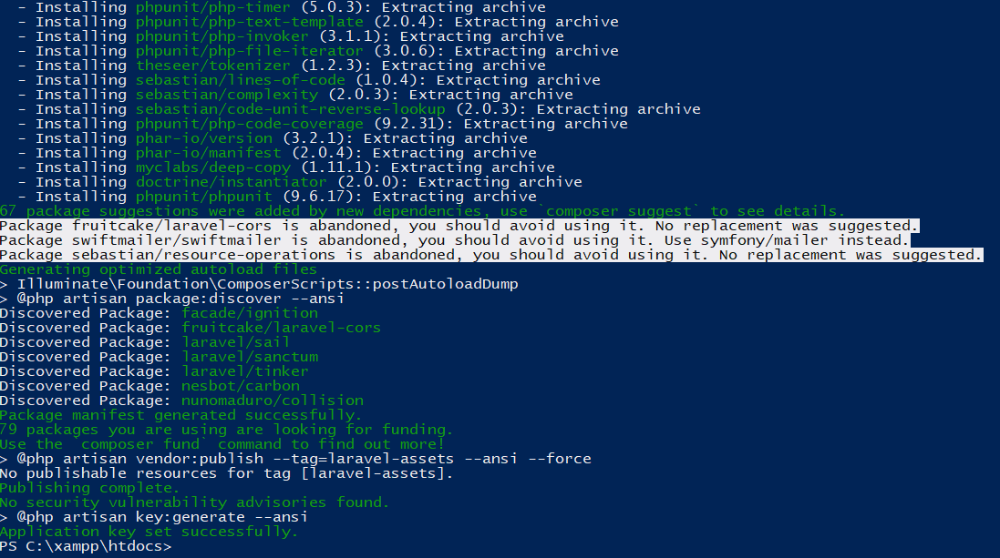 - Installing phpunit/php-timer (5.0.3): Extracting archive
- Installing phpunit/php-text-template (2.0.4): Extracting archive
- Installing phpunit/php-invoker (3.1.1): Extracting archive
- Installing phpunit/php-file-iterator (3.0.6): Extracting archive
- Installing theseer/tokenizer (1.2.3): Extracting archive
- Installing sebastian/lines-of-code (1.0.4): Extracting archive
- Installing sebastian/complexity (2.0.3): Extracting archive
- Installing sebastian/code-unit-reverse-lookup (2.0.3): Extracting archive
- Installing phpunit/php-code-coverage (9.2.31): Extracting archive
- Installing phar-io/version (3.2.1): Extracting archive
- Installing phar-io/manifest (2.0.4): Extracting archive
- Installing myclabs/deep-copy (1.11.1): Extracting archive
- Installing doctrine/instantiator (2.0.0): Extracting archive
- Installing phpunit/phpunit (9.6.17): Extracting archive
67 package suggestions were added by new dependencies, use `composer suggest` to see details.
Package fruitcake/laravel-cors is abandoned, you should avoid using it. No replacement was suggested.
Package swiftmailer/swiftmailer is abandoned, you should avoid using it. Use symfony/mailer instead.
Package sebastian/resource-operations is abandoned, you should avoid using it. No replacement was suggested.
Generating optimized autoload files
> Illuminate\Foundation\ComposerScripts::postAutoloadDump
> @php artisan package:discover --ansi
Discovered Package: facade/ignition
Discovered Package: fruitcake/laravel-cors
Discovered Package: laravel/sail
Discovered Package: laravel/sanctum
Discovered Package: laravel/tinker
Discovered Package: nesbot/carbon
Discovered Package: nunomaduro/collision
Package manifest generated successfully.
79 packages you are using are looking for funding.
Use the `composer fund` command to find out more!
> @php artisan vendor:publish --tag=laravel-assets --ansi --force
No publishable resources for tag [laravel-assets].
Publishing complete.
No security vulnerability advisories found.
> @php artisan key:generate --ansi
Application key set successfully.
PS C:\xampp\htdocs>